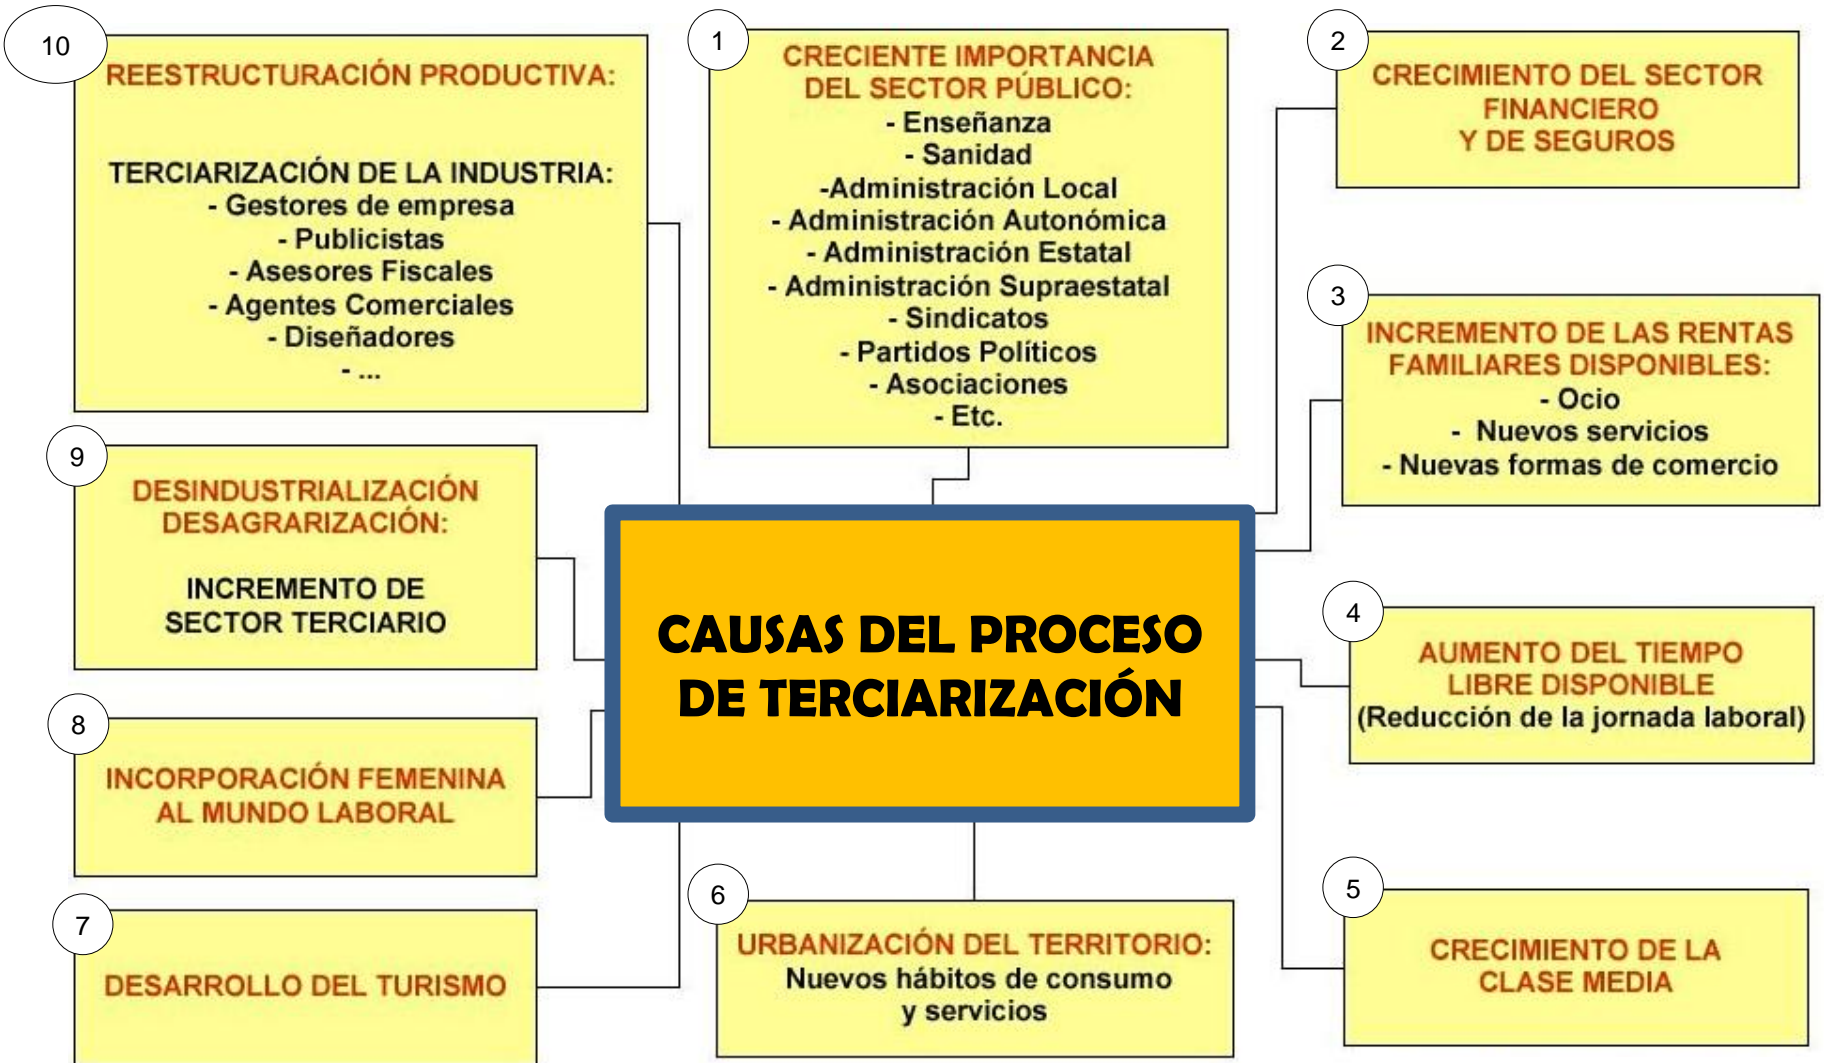 10
REESTRUCTURACIÓN PRODUCTIVA:
TERCIARIZACIÓN DE LA INDUSTRIA:
- Gestores de empresa
- Publicistas
- Asesores Fiscales
- Agentes Comerciales
- Diseñadores
- ...
1
CRECIENTE IMPORTANCIA
DEL SECTOR PÚBLICO:
- Enseñanza
- Sanidad
-Administración Local
- Administración Autonómica
- Administración Estatal
- Administración Supraestatal
- Sindicatos
- Partidos Políticos
- Asociaciones
- Etc.
2
CRECIMIENTO DEL SECTOR
FINANCIERO
Y DE SEGUROS
3
INCREMENTO DE LAS RENTAS
FAMILIARES DISPONIBLES:
- Ocio
- Nuevos servicios
- Nuevas formas de comercio
9
DESINDUSTRIALIZACIÓN
DESAGRARIZACIÓN:
INCREMENTO DE
SECTOR TERCIARIO
CAUSAS DEL PROCESO
DE TERCIARIZACIÓN
4
AUMENTO DEL TIEMPO
LIBRE DISPONIBLE
(Reducción de la jornada laboral)
8
INCORPORACIÓN FEMENINA
AL MUNDO LABORAL
7
DESARROLLO DEL TURISMO
6
URBANIZACIÓN DEL TERRITORIO:
Nuevos hábitos de consumo
y servicios
5
CRECIMIENTO DE LA
CLASE MEDIA